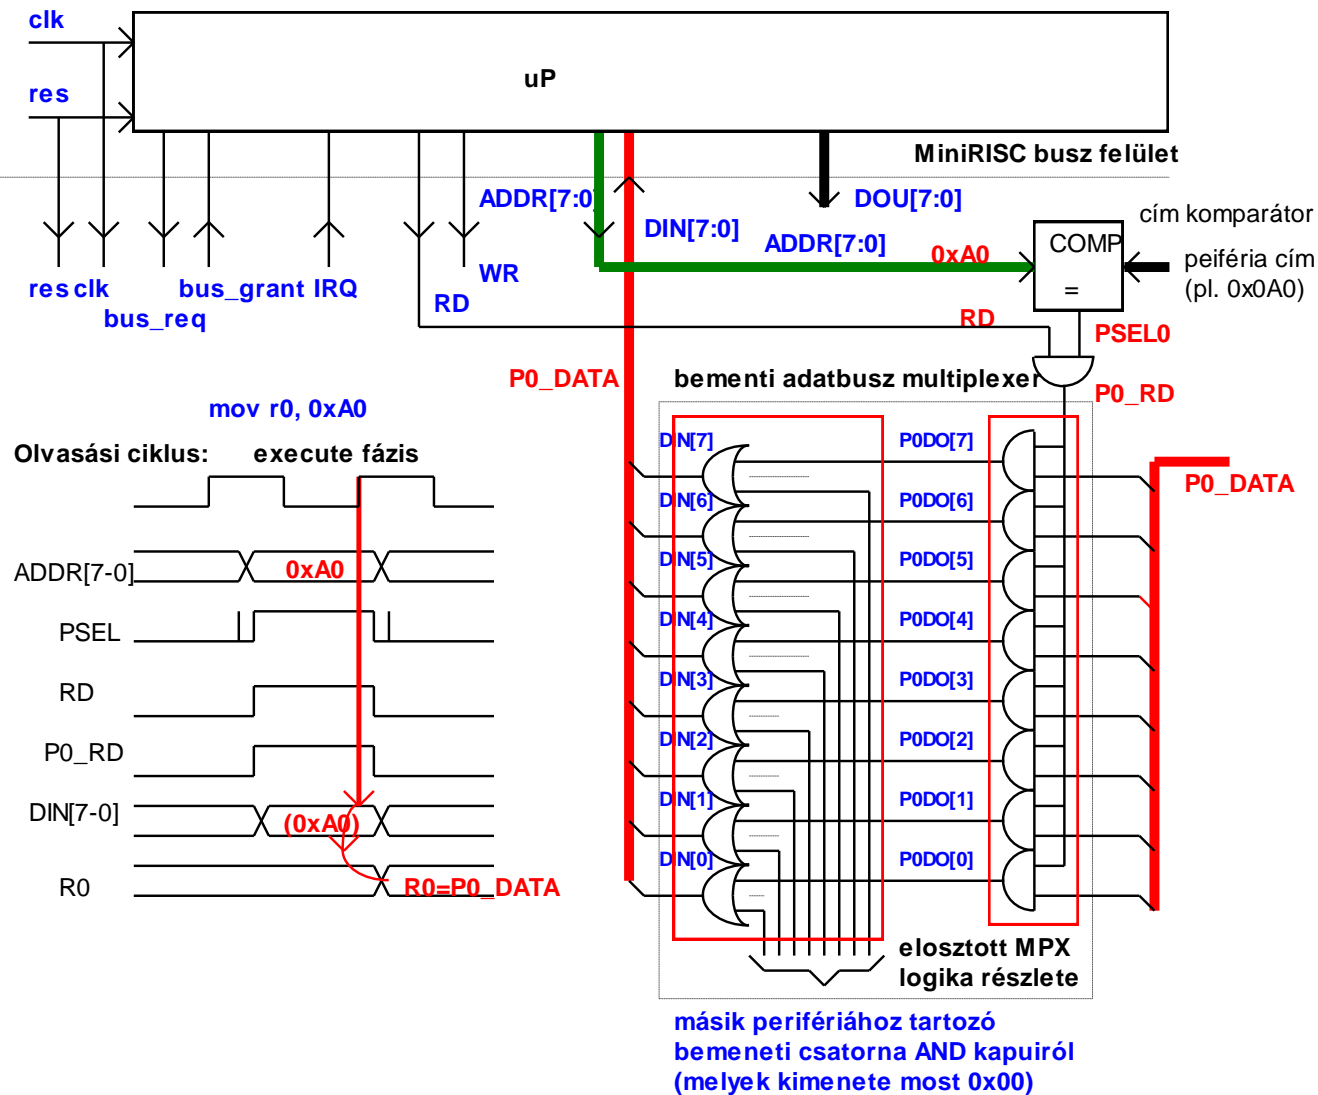 clk
uP
res
MiniRISC busz felület
ADDR[7:0]
DOU[7:0]
DIN[7:0]
ADDR[7:0]
0xA0
COMP
=
cím komparátor
peiféria cím
(pl. 0x0A0)
res clk
bus_req
bus_grant IRQ
WR
RD
RD
PSEL0
P0_DATA
bementi adatbusz multiplexer
P0_RD
mov r0, 0xA0
Olvasási ciklus:
execute fázis
ADDR[7-0]
0xA0
PSEL
RD
P0_RD
DIN[7-0]
(0xA0)
R0
R0=P0_DATA
DIN[7]
P0DO[7]
P0_DATA
DIN[6]
P0DO[6]
DIN[5]
P0DO[5]
DIN[4]
P0DO[4]
DIN[3]
P0DO[3]
DIN[2]
P0DO[2]
DIN[1]
P0DO[1]
DIN[0]
P0DO[0]
elosztott MPX
logika részlete
másik perifériához tartozó
bemeneti csatorna AND kapuiról
(melyek kimenete most 0x00)